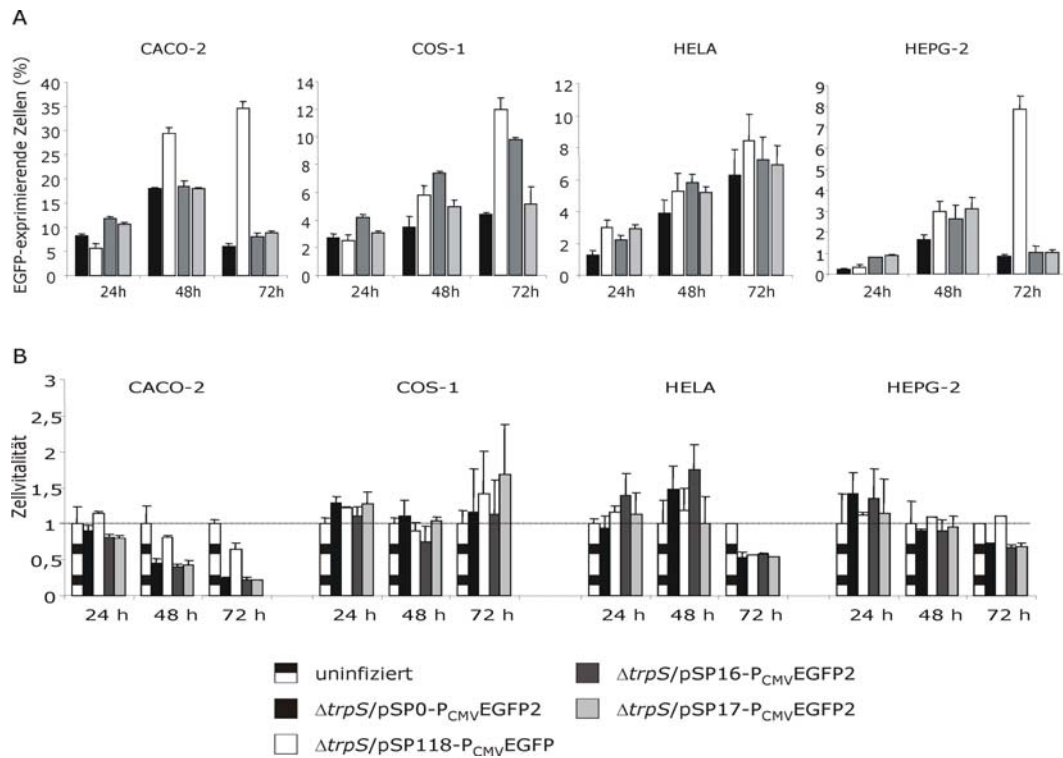 A
CACO-2 COS-1 HELA HEPG-2
EGFP-exprimierende Zellen (%)
40
35
30
25
20
15
10
5
0
24h 48h 72h
14
12
10
8
6
4
2
0
24h 48h 72h
12
10
8
6
4
2
0
24h 48h 72h
9
8
7
6
5
4
3
2
1
0
24h 48h 72h
B
CACO-2 COS-1 HELA HEPG-2
Zellvitalität
3
2,5
2
1,5
1
0,5
0
24 h 48 h 72 h 24 h 48 h 72 h 24 h 48 h 72 h 24 h 48 h 72 h
uninfiziert
ΔtrpS/pSP0-PCMVEGFP2
ΔtrpS/pSP118-PCMVEGFP
ΔtrpS/pSP16-PCMVEGFP2
ΔtrpS/pSP17-PCMVEGFP2